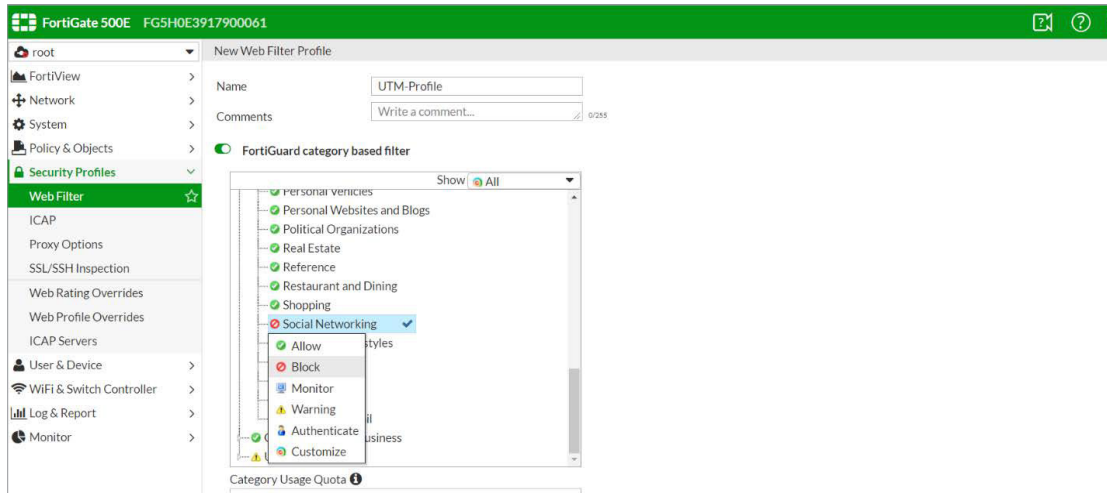 FortiGate 500E FG5H0E3917900061
root
New Web Filter Profile
FortiView
Network
System
Policy & Objects
Security Profiles
Web Filter
ICAP
Proxy Options
SSL/SSH Inspection
Web Rating Overrides
Web Profile Overrides
ICAP Servers
User & Device
WiFi & Switch Controller
Log & Report
Monitor
Name UTM-Profile
Comments Write a comment... 0/255
FortiGuard category based filter
Show All
Personal Vehicles
Personal Websites and Blogs
Political Organizations
Real Estate
Reference
Restaurant and Dining
Shopping
Social Networking
styles
Allow
Block
Monitor
Warning
il
Authenticate
usiness
Customize
Category Usage Quota